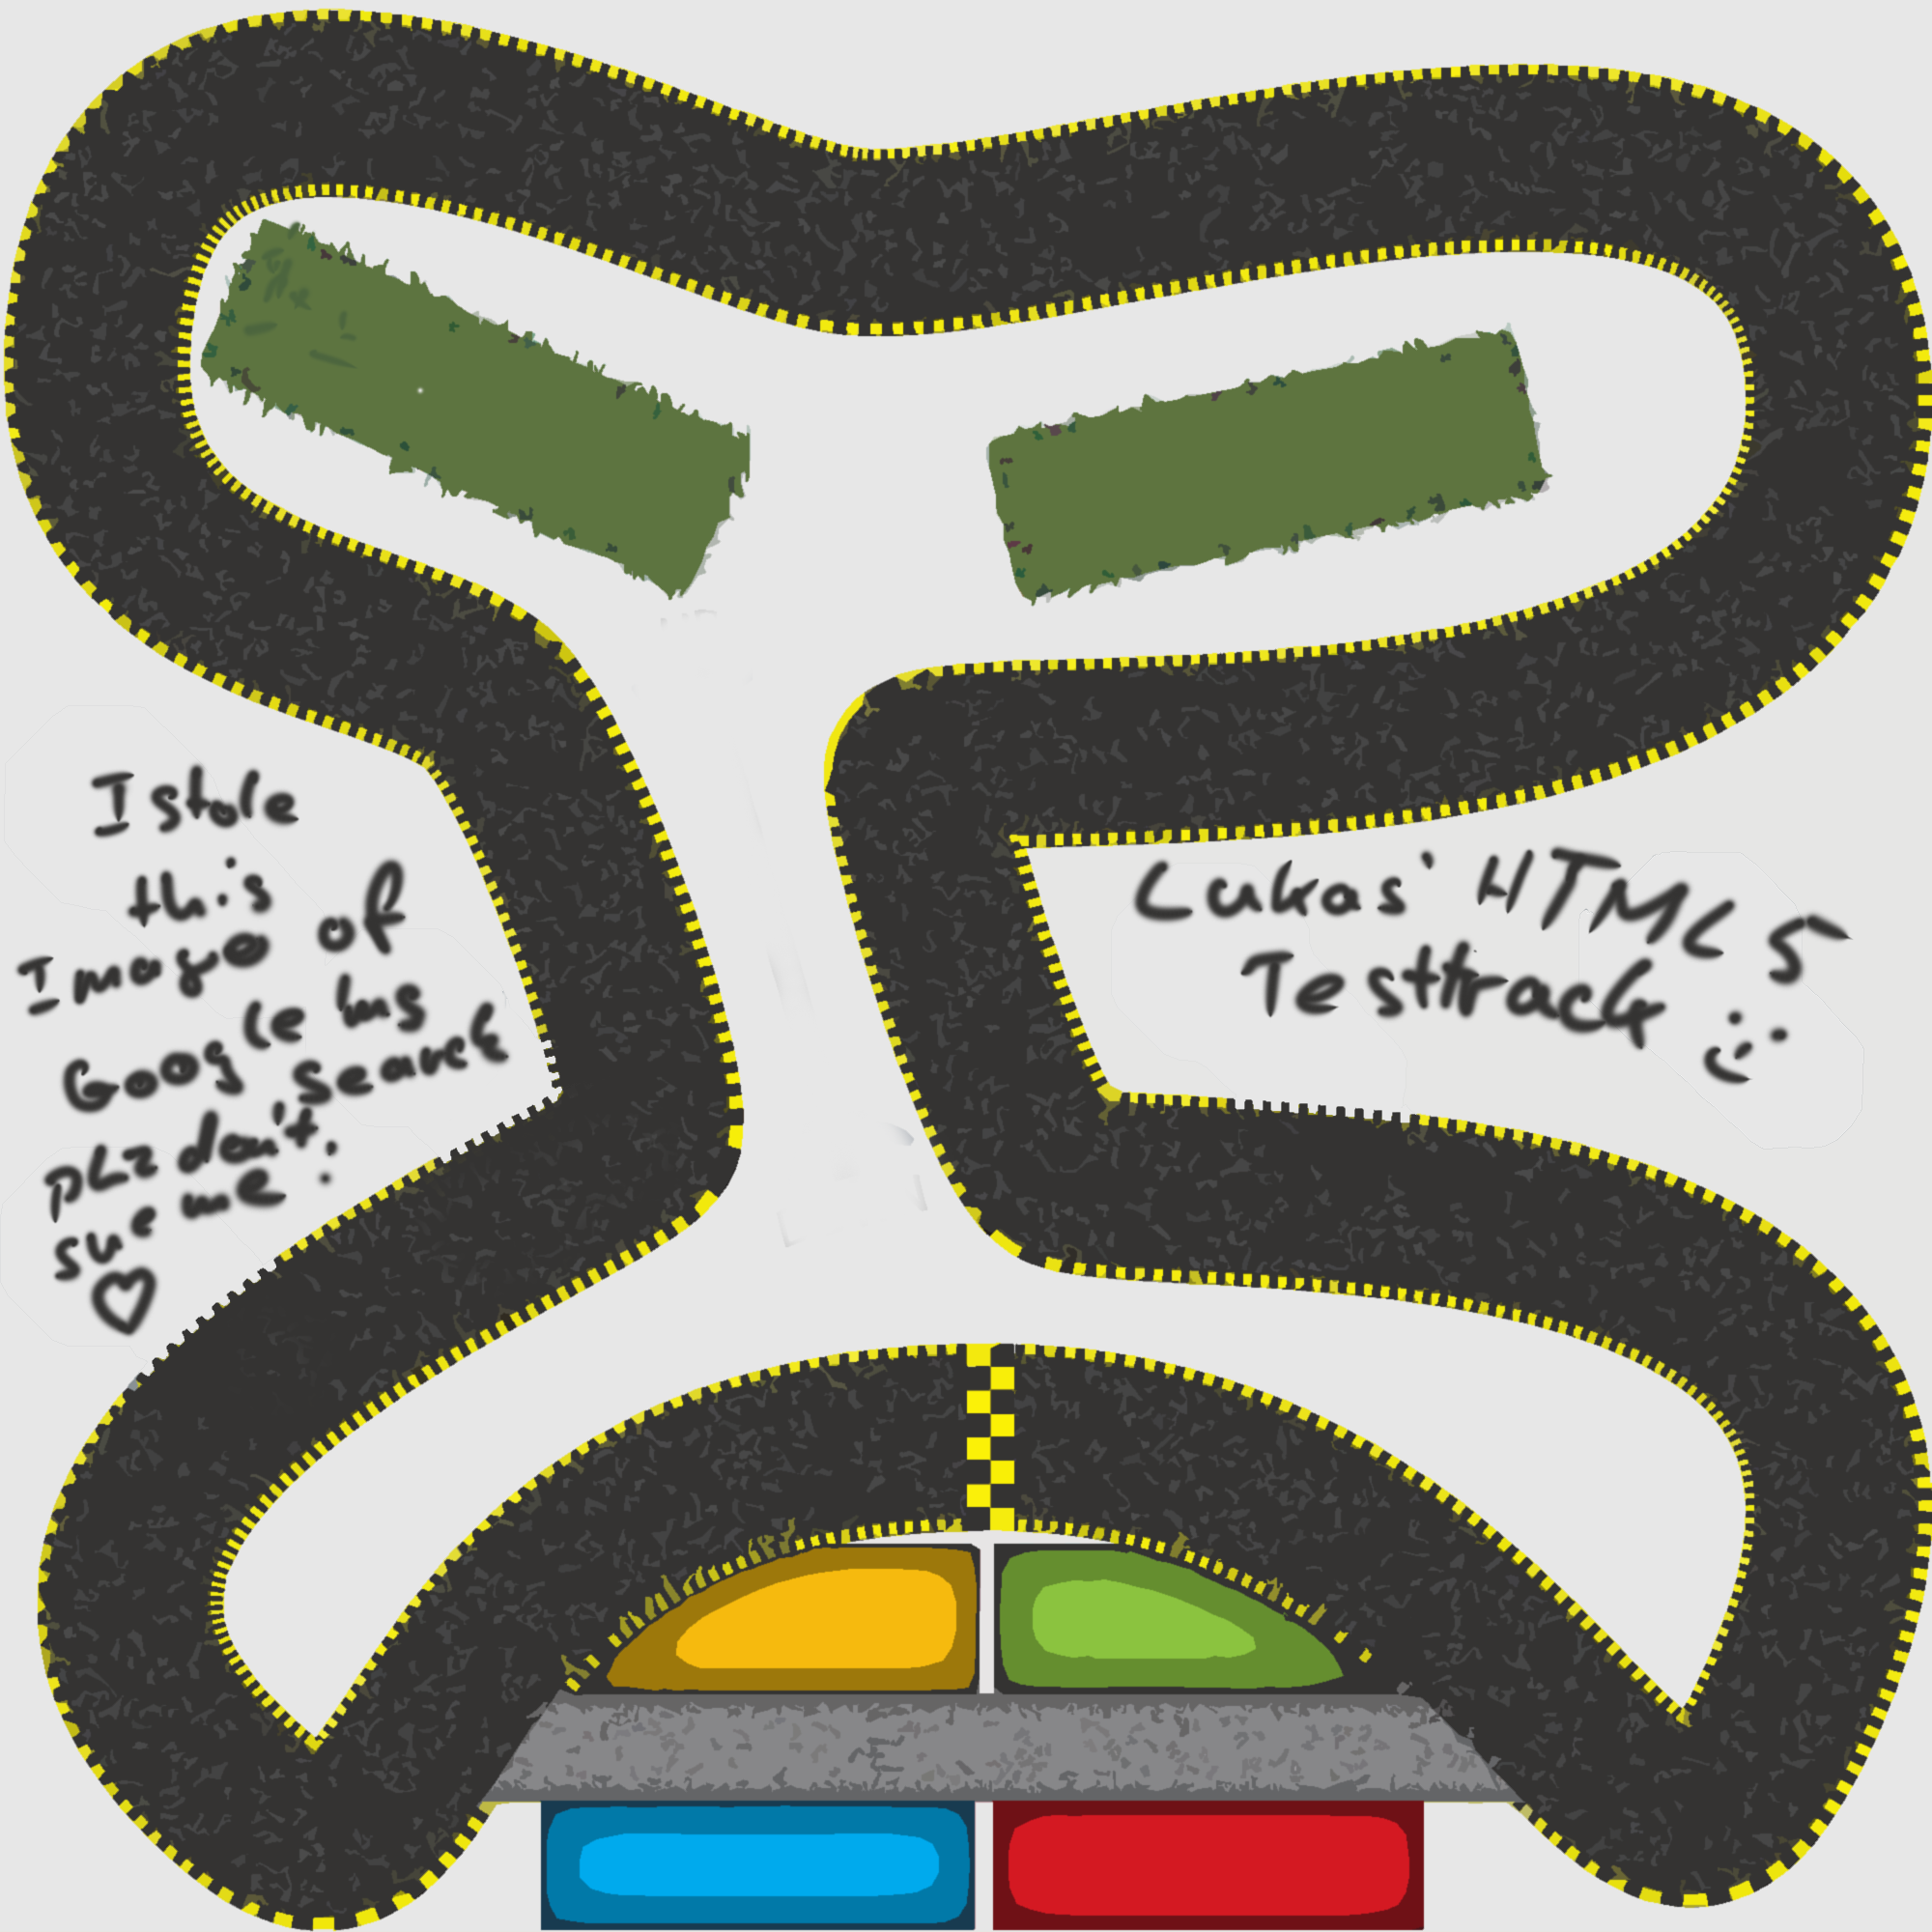 I stole
this
Image of
Google Ims
Search
plz don't
sue me!
♡
Lukas' HTML 5
Testtrack :)